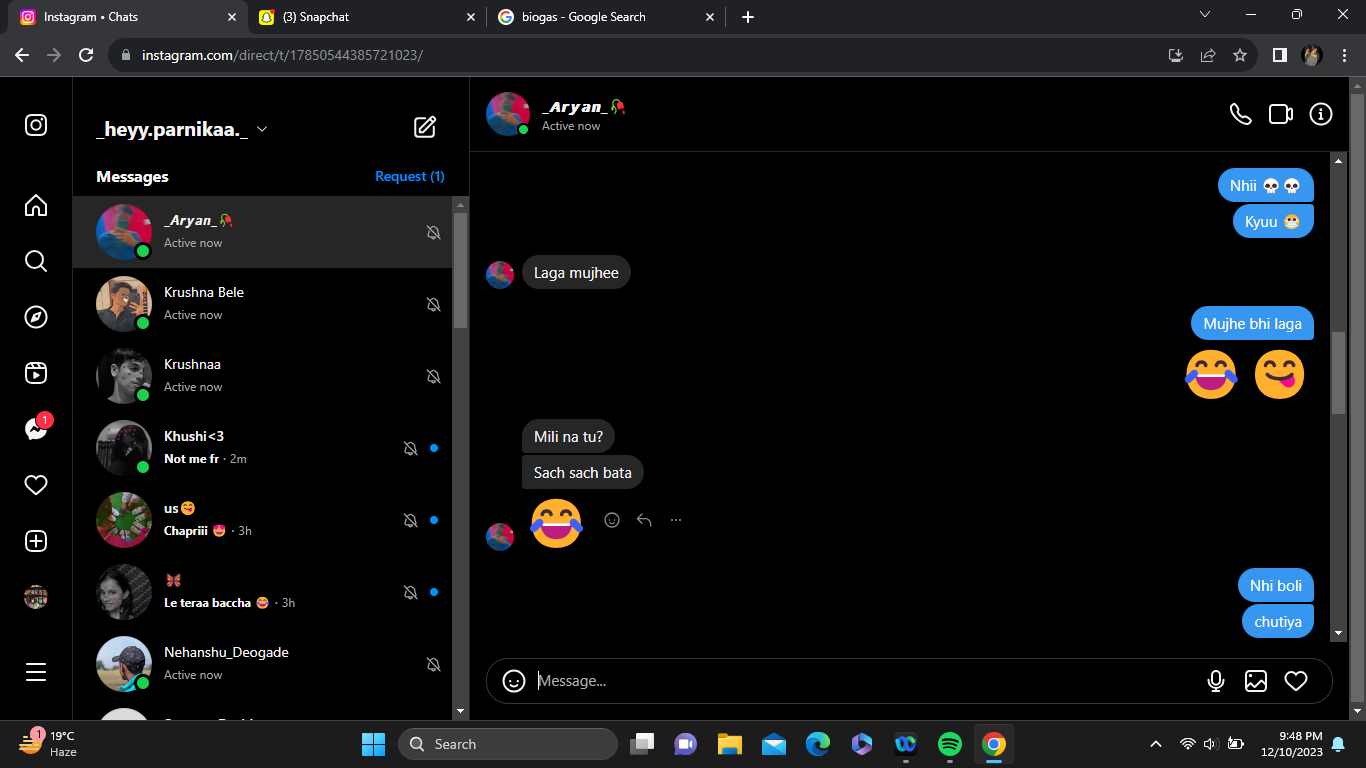 Instagram • Chats
(3) Snapchat
biogas - Google Search
instagram.com/direct/t/17850544385721023/
_heyy.parnikaa._
Messages
Request (1)
_Aryan_🥀
Active now
Krushna Bele
Active now
Krushnaa
Active now
1
Khushi<3
Not me fr · 2m
us😋
Chapriii 🤩 · 3h
🦋
Le teraa baccha 😂 · 3h
Nehanshu_Deogade
Active now
_Aryan_🥀
Active now
Nhii 💀💀
Kyuu 😷
Laga mujhee
Mujhe bhi laga
😂 😋
Mili na tu?
Sach sach bata
😂
Nhi boli
chutiya
Message...
1
19°C
Haze
Search
9:48 PM
12/10/2023